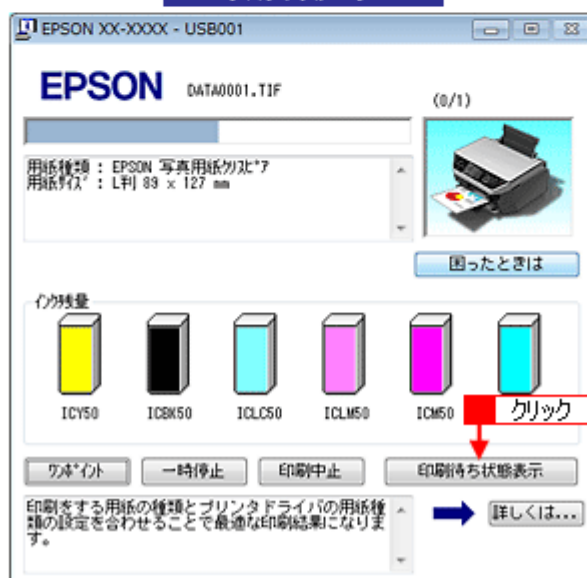 EPSON XX-XXXX - USB001
EPSON DATA0001.TIF
(0/1)
用紙種類 : EPSON 写真用紙クリスピア
用紙サイズ : L判 89 x 127 mm
困ったときは
インク残量
ICY50 ICBK50 ICLC50 ICLM50 ICM50
クリック
ワンポイント 一時停止 印刷中止 印刷待ち状態表示
印刷をする用紙の種類とプリンタドライバの用紙種
類の設定を合わせることで最適な印刷結果になりま
す。
詳しくは...